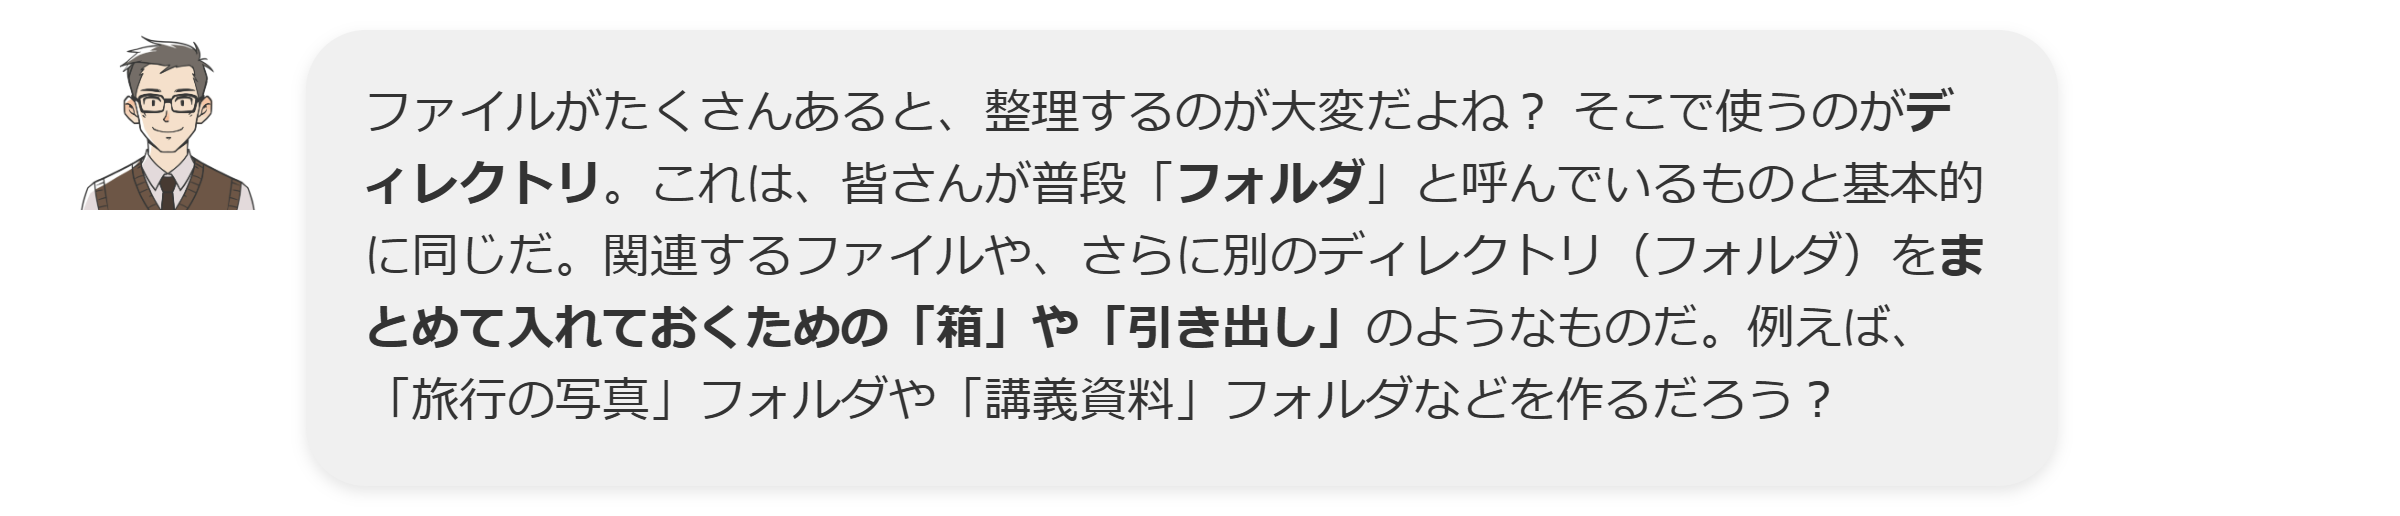 ファイルがたくさんあると、整理するのが大変だよね？ そこで使うのがデ
ィレクトリ。これは、皆さんが普段「フォルダ」と呼んでいるものと基本的
に同じだ。関連するファイルや、さらに別のディレクトリ（フォルダ）をま
とめて入れておくための「箱」や「引き出し」のようなものだ。例えば、
「旅行の写真」フォルダや「講義資料」フォルダなどを作るだろう？